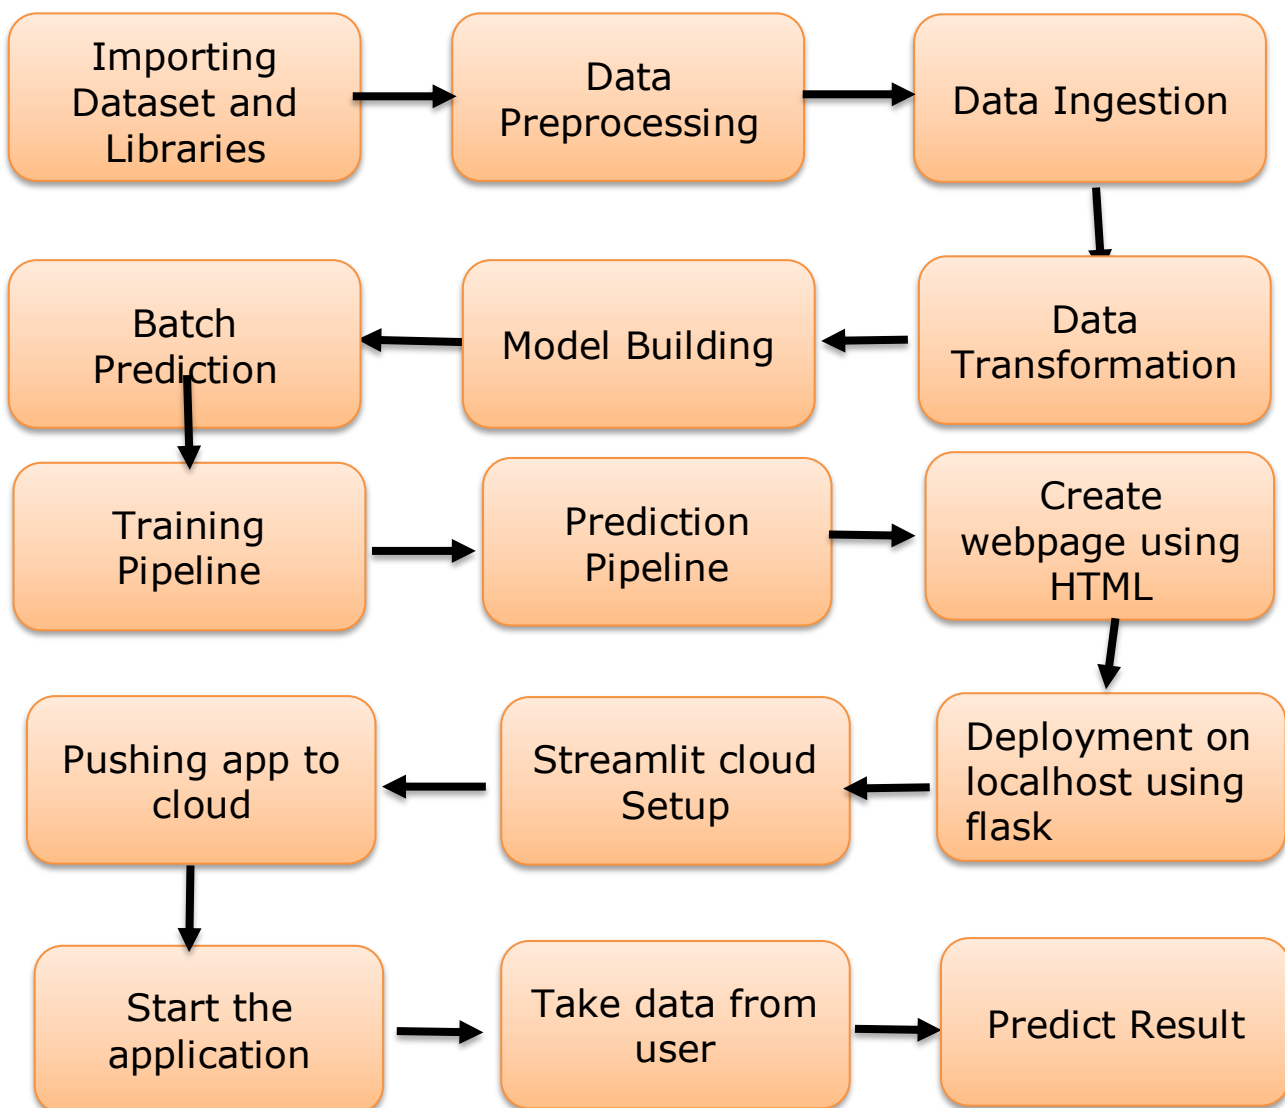 Importing
Dataset and
Libraries
Data
Preprocessing
Data Ingestion
Batch
Prediction
Model Building
Data
Transformation
Training
Pipeline
Prediction
Pipeline
Create
webpage using
HTML
Pushing app to
cloud
Streamlit cloud
Setup
Deployment on
localhost using
flask
Start the
application
Take data from
user
Predict Result